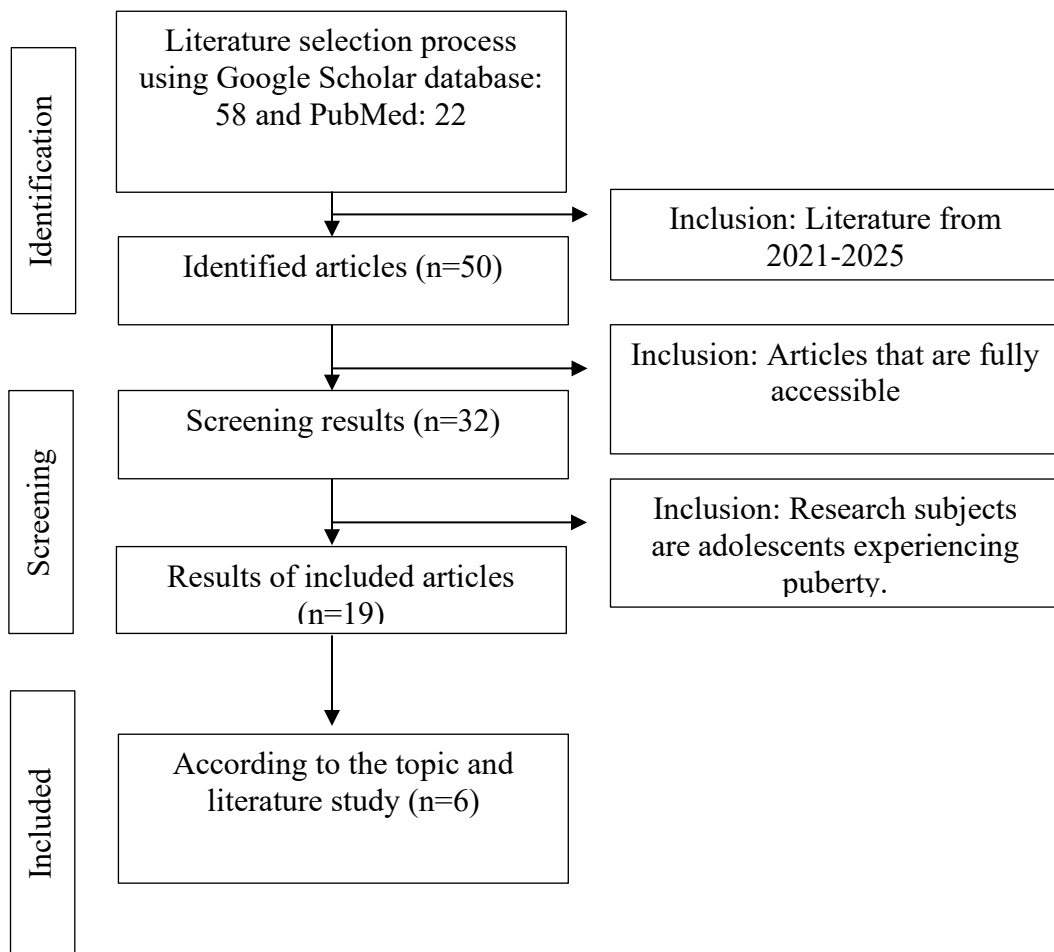 Identification
Literature selection process
using Google Scholar database:
58 and PubMed: 22
Inclusion: Literature from
2021-2025
Identified articles (n=50)
Inclusion: Articles that are fully
accessible
Screening
Screening results (n=32)
Inclusion: Research subjects
are adolescents experiencing
puberty.
Results of included articles
(n=19)
Included
According to the topic and
literature study (n=6)